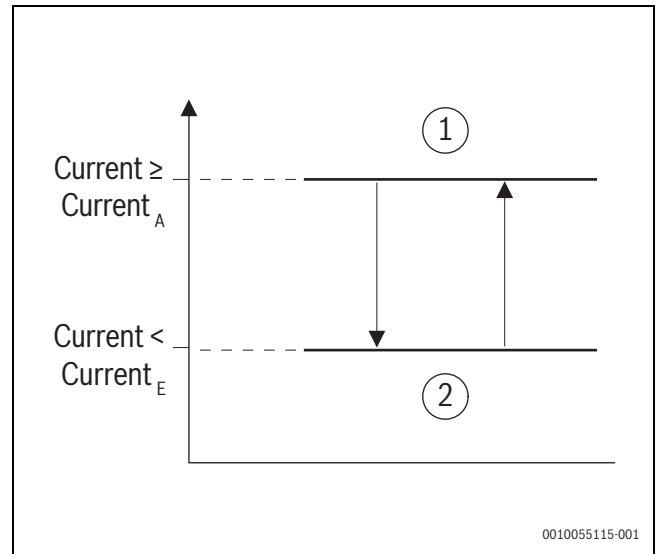 1
Current ≥
Current A
Current <
Current E
2
0010055115-001